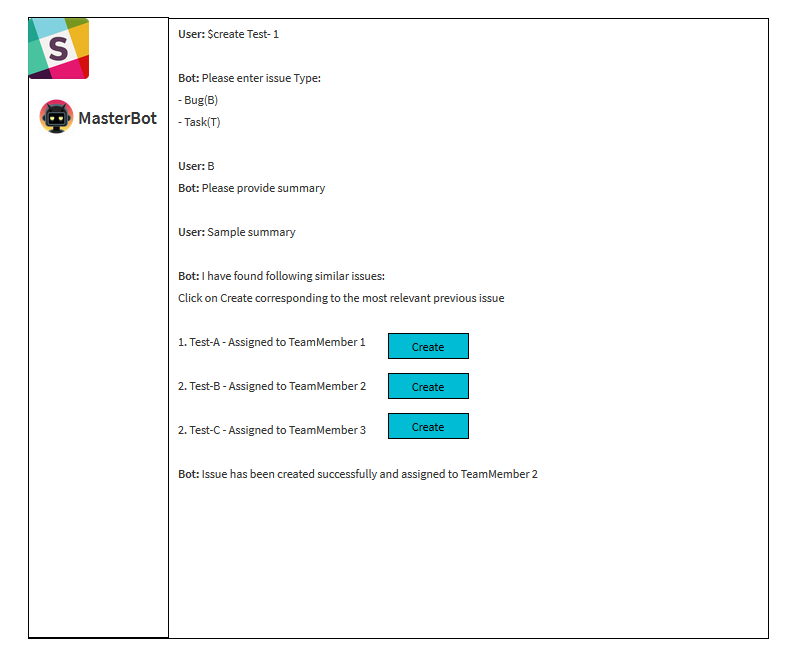 S
MasterBot
User: $create Test- 1
Bot: Please enter issue Type:
- Bug(B)
- Task(T)
User: B
Bot: Please provide summary
User: Sample summary
Bot: I have found following similar issues:
Click on Create corresponding to the most relevant previous issue
1. Test-A - Assigned to TeamMember 1 Create
2. Test-B - Assigned to TeamMember 2 Create
2. Test-C - Assigned to TeamMember 3 Create
Bot: Issue has been created successfully and assigned to TeamMember 2